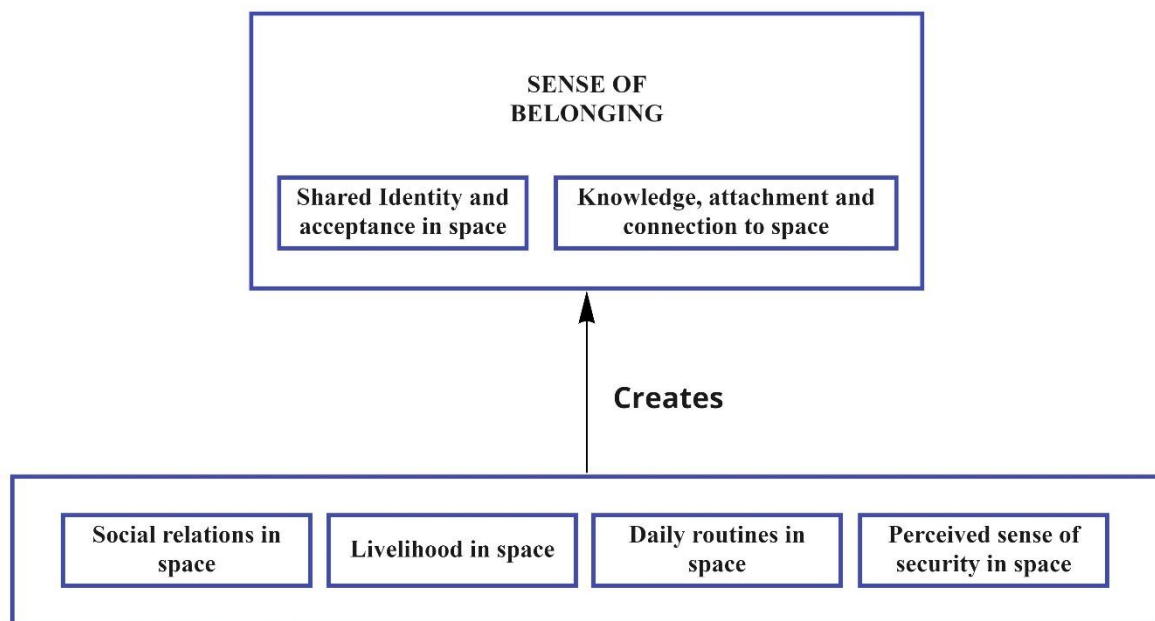 SENSE OF
BELONGING
Shared Identity and
acceptance in space
Knowledge, attachment and
connection to space
Creates
Social relations in
space
Livelihood in space
Daily routines in
space
Perceived sense of
security in space